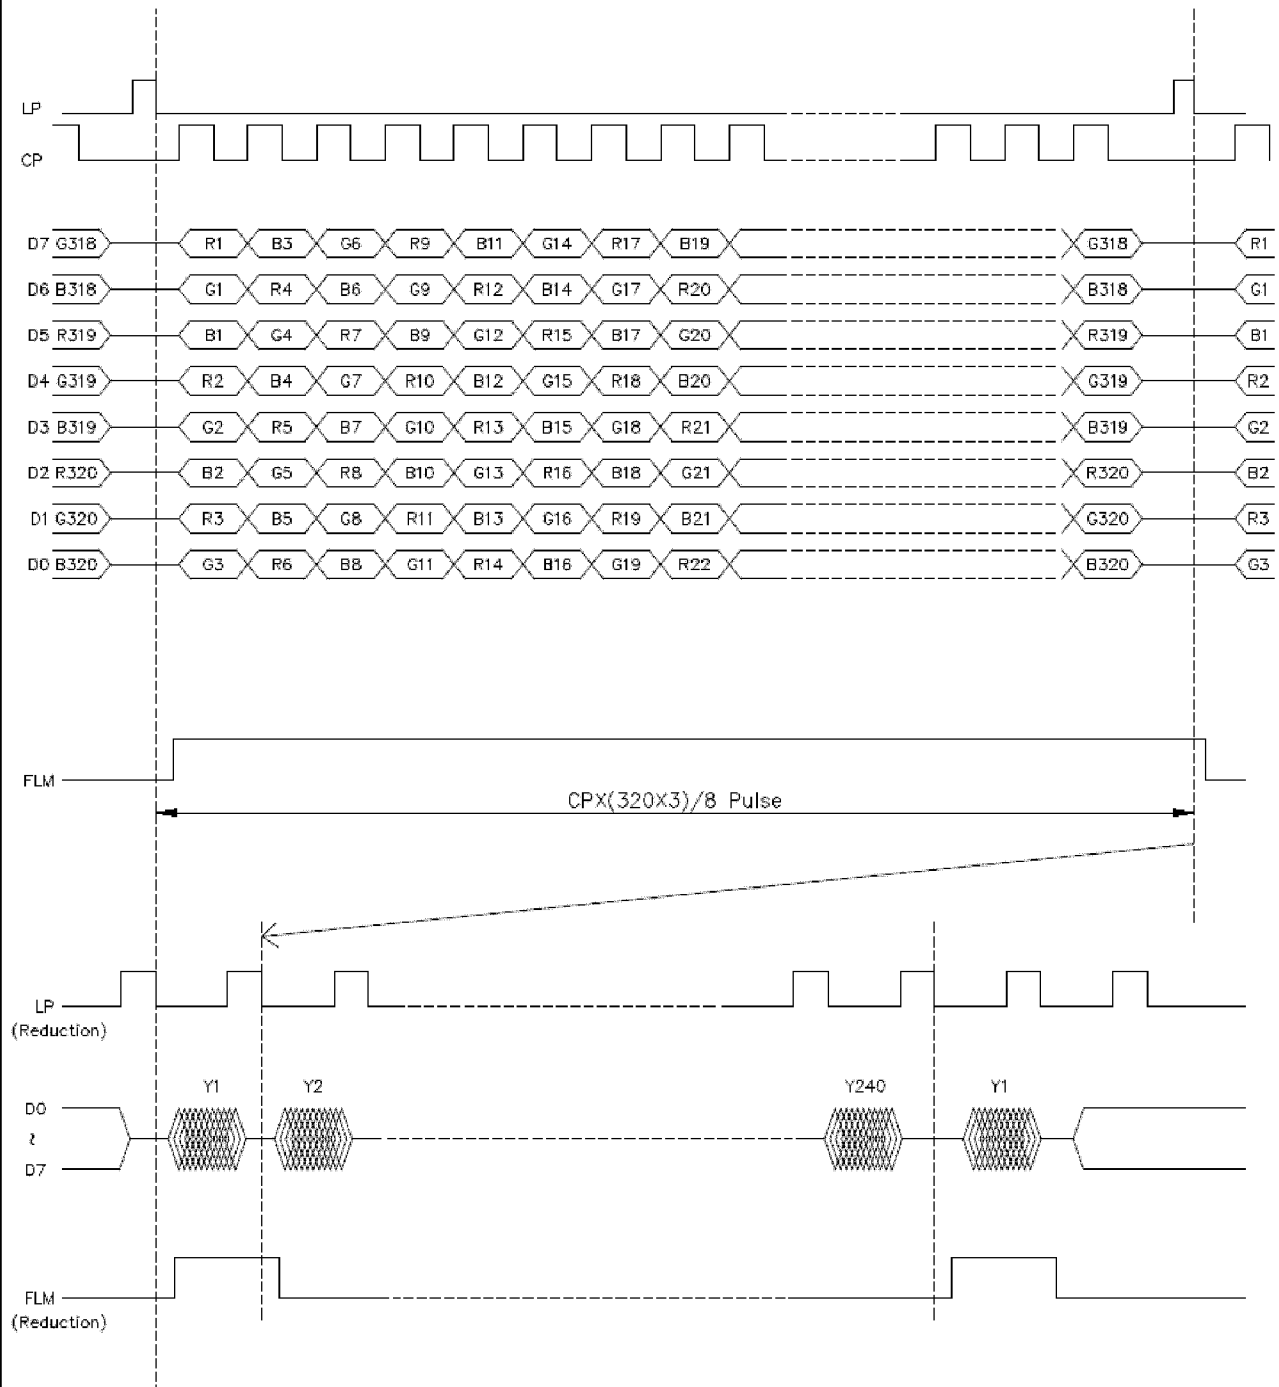 LP
CP
D7 G318 R1 B3 G6 R9 B11 G14 R17 B19 G318 R1
D6 B318 G1 R4 B6 G9 R12 B14 G17 R20 B318 G1
D5 R319 B1 G4 R7 B9 G12 R15 B17 G20 R319 B1
D4 G319 R2 B4 G7 R10 B12 G15 R18 B20 G319 R2
D3 B319 G2 R5 B7 G10 R13 B15 G18 R21 B319 G2
D2 R320 B2 G5 R8 B10 G13 R16 B18 G21 R320 B2
D1 G320 R3 B5 G8 R11 B13 G16 R19 B21 G320 R3
D0 B320 G3 R6 B8 G11 R14 B16 G19 R22 B320 G3
FLM
CPX(320X3)/8 Pulse
LP
(Reduction)
Y1 Y2 Y240 Y1
D0
~
D7
FLM
(Reduction)